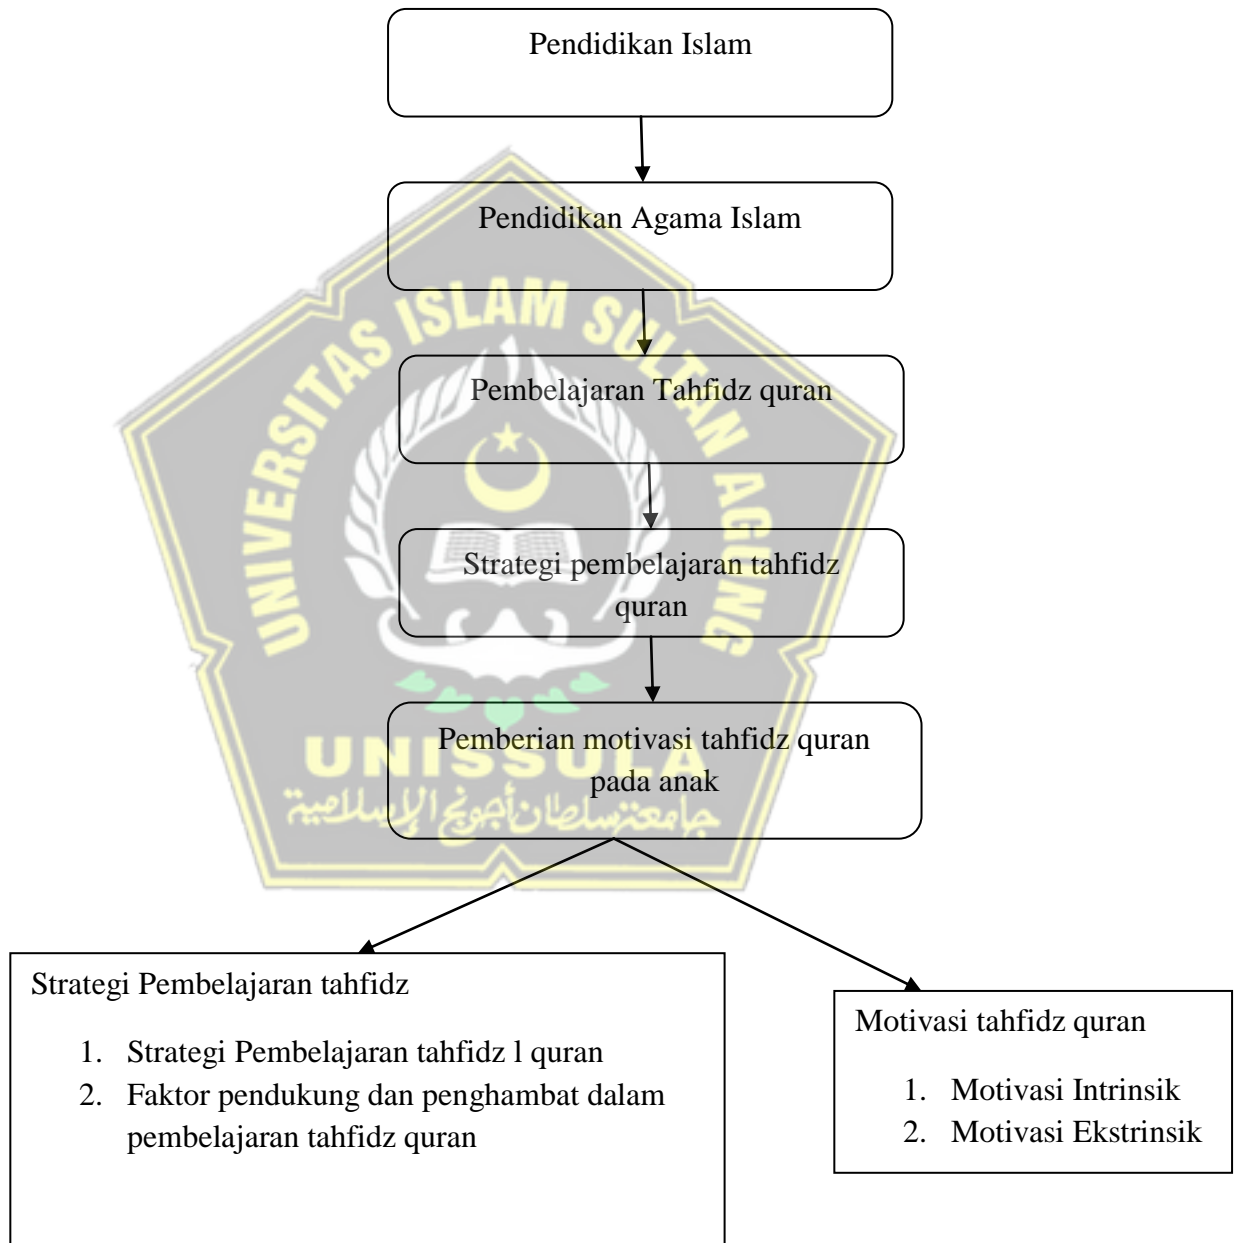 Pendidikan Islam
Pendidikan Agama Islam
Pembelajaran Tahfidz quran
Strategi pembelajaran tahfidz
quran
Pemberian motivasi tahfidz quran
pada anak
Strategi Pembelajaran tahfidz
1. Strategi Pembelajaran tahfidz l quran
2. Faktor pendukung dan penghambat dalam
pembelajaran tahfidz quran
Motivasi tahfidz quran
1. Motivasi Intrinsik
2. Motivasi Ekstrinsik
UNIVERSITAS ISLAM SULTAN AGUNG
UNISSULA
جامعة سلطان أجونج الإسلامية